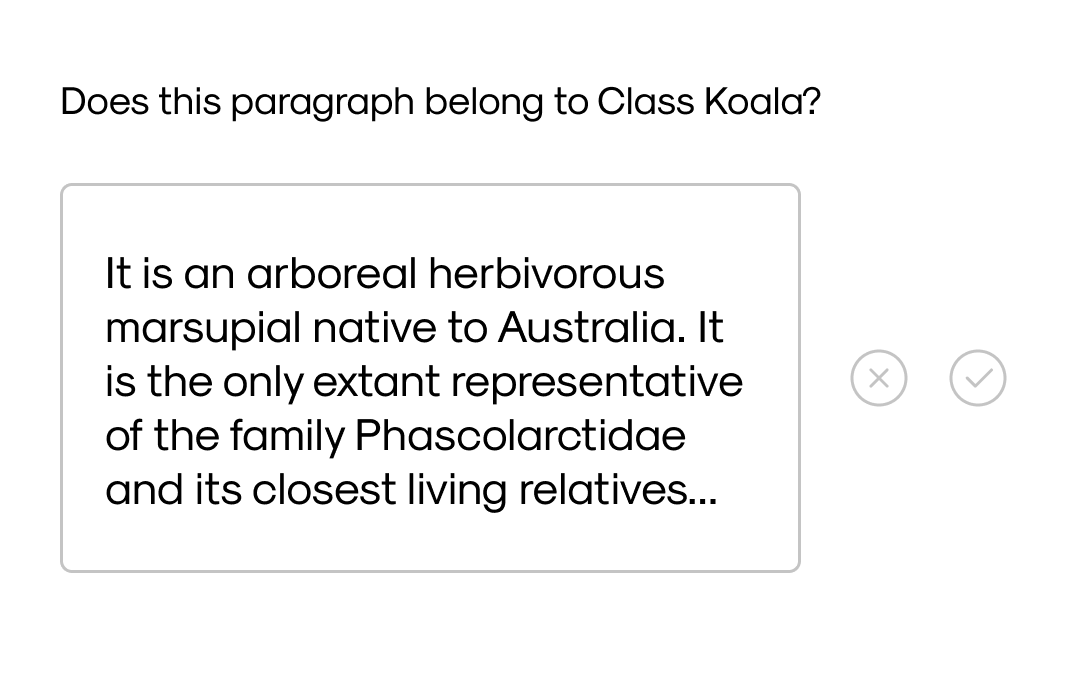 Does this paragraph belong to Class Koala?
It is an arboreal herbivorous
marsupial native to Australia. It
is the only extant representative
of the family Phascolarctidae
and its closest living relatives...